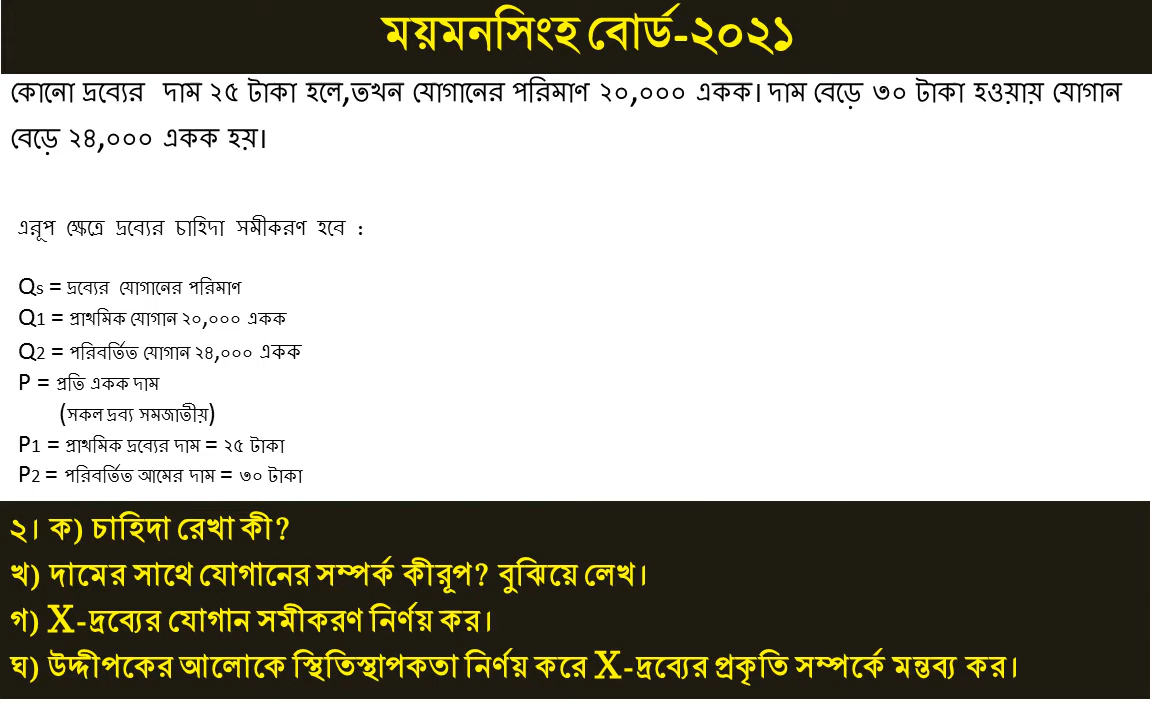 ময়মনসিংহ বোর্ড-২০২১
কোনো দ্রব্যের দাম ২৫ টাকা হলে,তখন যোগানের পরিমাণ ২০,০০০ একক। দাম বেড়ে ৩০ টাকা হওয়ায় যোগান
বেড়ে ২৪,০০০ একক হয়।
এরূপ ক্ষেত্রে দ্রব্যের চাহিদা সমীকরণ হবে :
Qs = দ্রব্যের যোগানের পরিমাণ
Q1 = প্রাথমিক যোগান ২০,০০০ একক
Q2 = পরিবর্তিত যোগান ২৪,০০০ একক
P = প্রতি একক দাম
(সকল দ্রব্য সমজাতীয়)
P1 = প্রাথমিক দ্রব্যের দাম = ২৫ টাকা
P2 = পরিবর্তিত আমের দাম = ৩০ টাকা
২। ক) চাহিদা রেখা কী?
খ) দামের সাথে যোগানের সম্পর্ক কীরূপ? বুঝিয়ে লেখ।
গ) X-দ্রব্যের যোগান সমীকরণ নির্ণয় কর।
ঘ) উদ্দীপকের আলোকে স্থিতিস্থাপকতা নির্ণয় করে X-দ্রব্যের প্রকৃতি সম্পর্কে মন্তব্য কর।